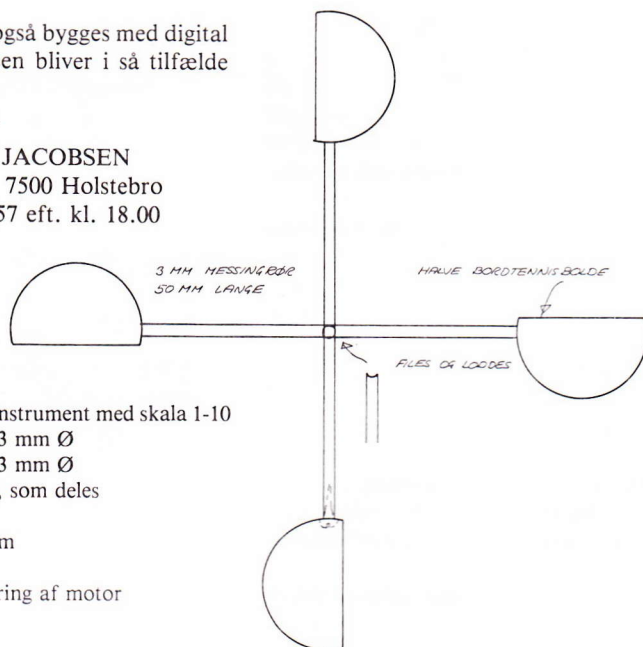 også bygges med digital
en bliver i så tilfælde
JACOBSEN
7500 Holstebro
57 eft. kl. 18.00
3 MM MESSINGRØR
50 MM LANGE
HALVE BORDTENNISBOLDE
FILES OG LODDES
nstrument med skala 1-10
3 mm Ø
3 mm Ø
, som deles
m
ring af motor